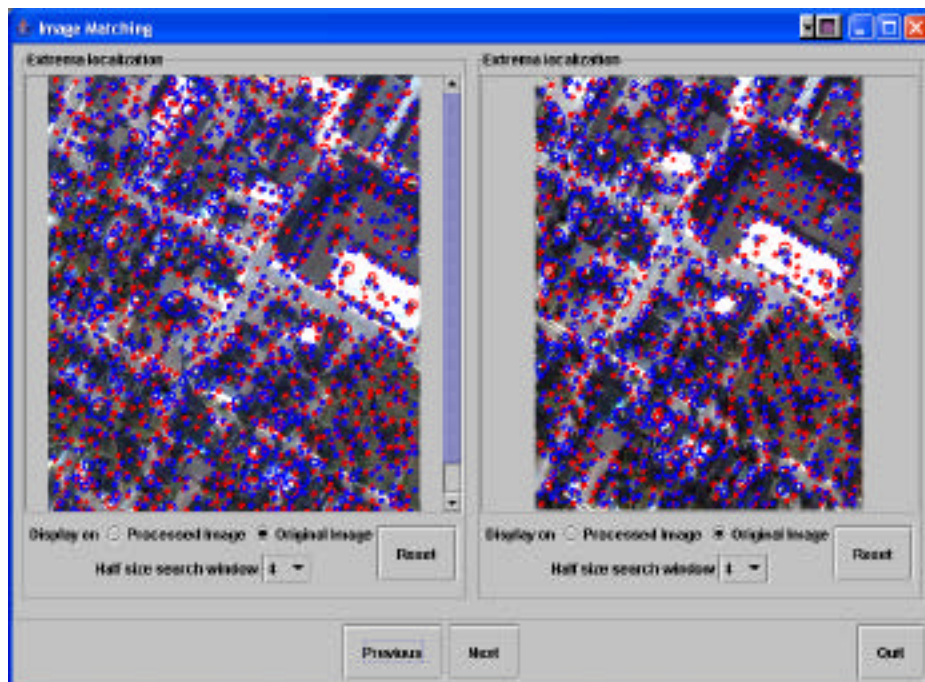 Image Matching
Extrema localization
Display on Processed Image Original Image
Reset
Half size search window 4
Extrema localization
Display on Processed Image Original Image
Reset
Half size search window 4
Previous Next Quit